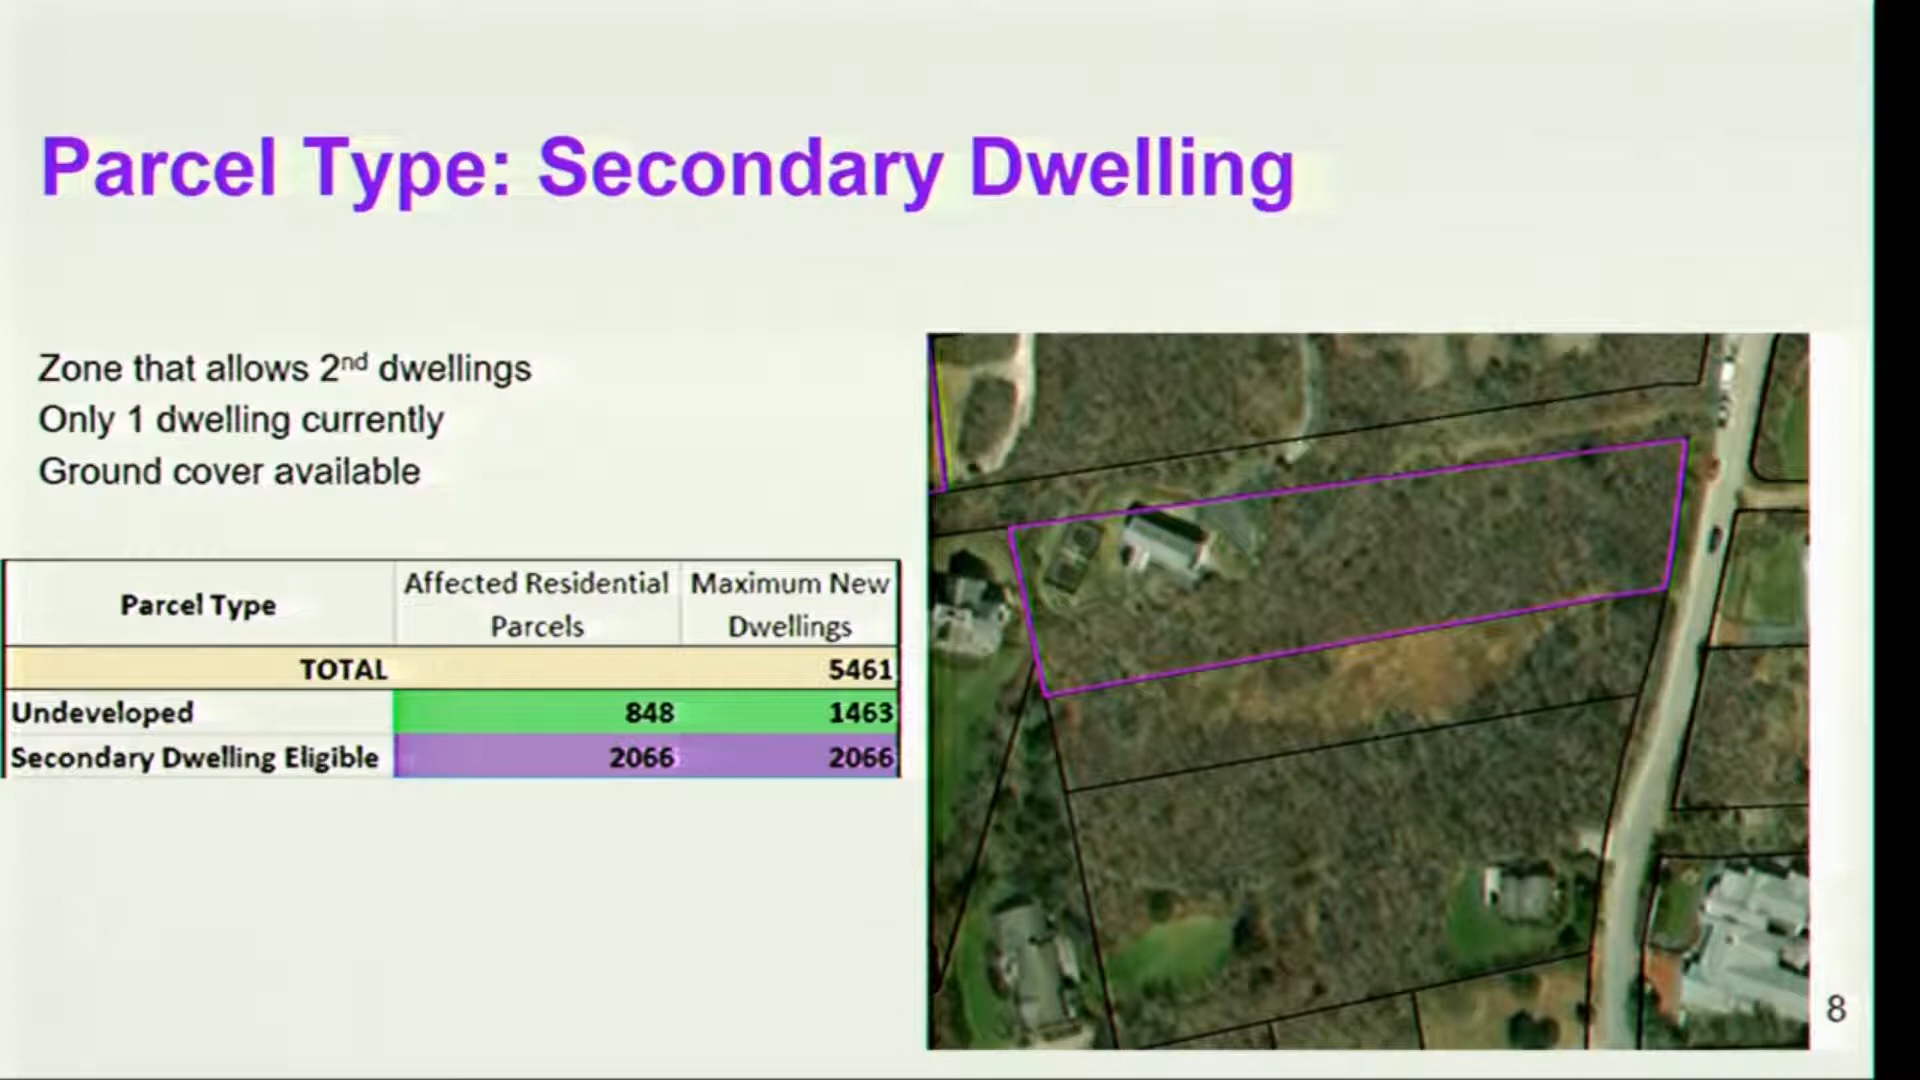 Parcel Type: Secondary Dwelling
Zone that allows 2nd dwellings
Only 1 dwelling currently
Ground cover available
Parcel Type Affected Residential Parcels Maximum New Dwellings
TOTAL 5461
Undeveloped 848 1463
Secondary Dwelling Eligible 2066 2066
8